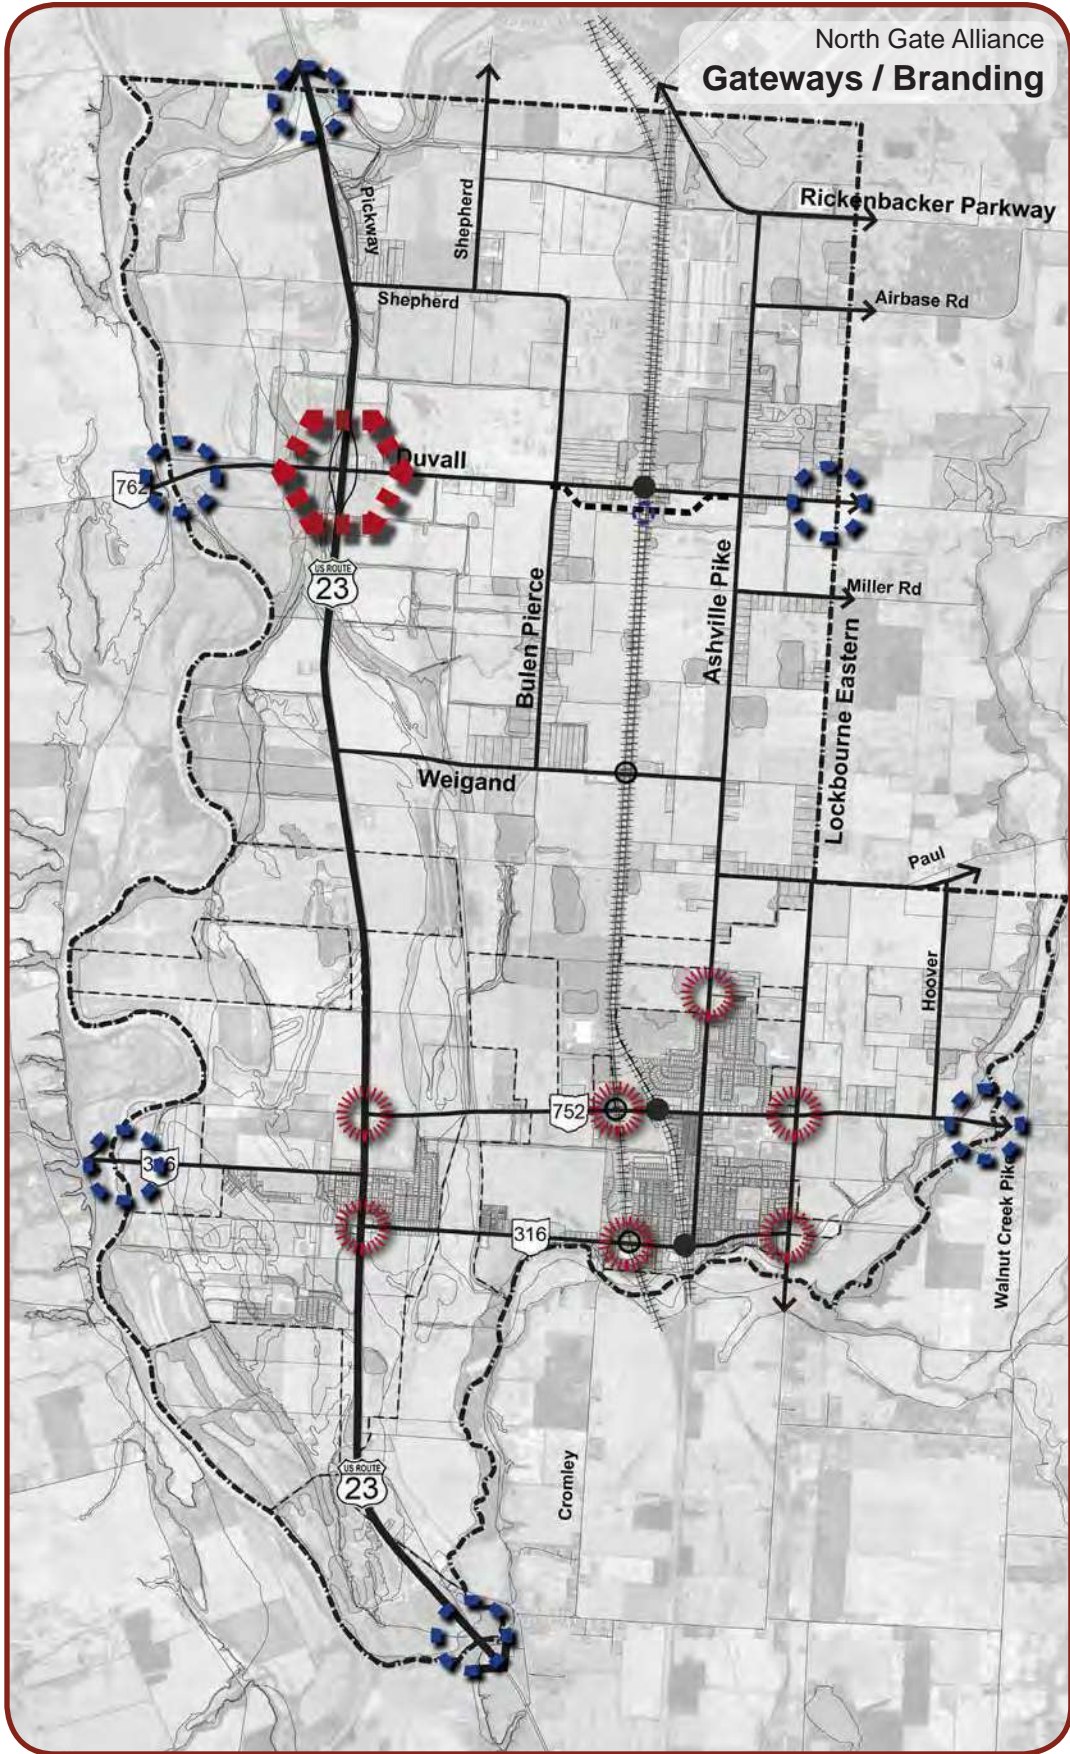 North Gate Alliance
Gateways / Branding
Pickway
Shepherd
Rickenbacker Parkway
Shepherd
Airbase Rd
Duvall
762
US ROUTE
23
Bulen Pierce
Ashville Pike
Miller Rd
Lockbourne Eastern
Weigand
Paul
Hoover
752
316
316
Walnut Creek Pike
US ROUTE
23
Cromley